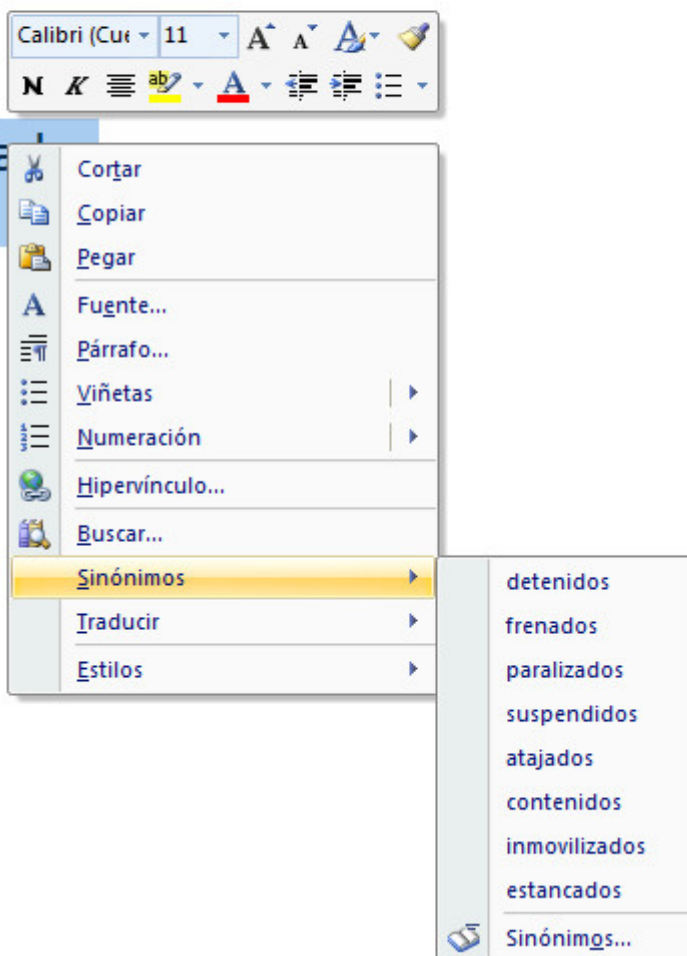 Calibri (Cue 11 A A A
N K ab A
Cortar
Copiar
Pegar
Fuente...
Párrafo...
Viñetas
Numeración
Hipervínculo...
Buscar...
Sinónimos
Traducir
Estilos
detenidos
frenados
paralizados
suspendidos
atajados
contenidos
inmovilizados
estancados
Sinónimos...